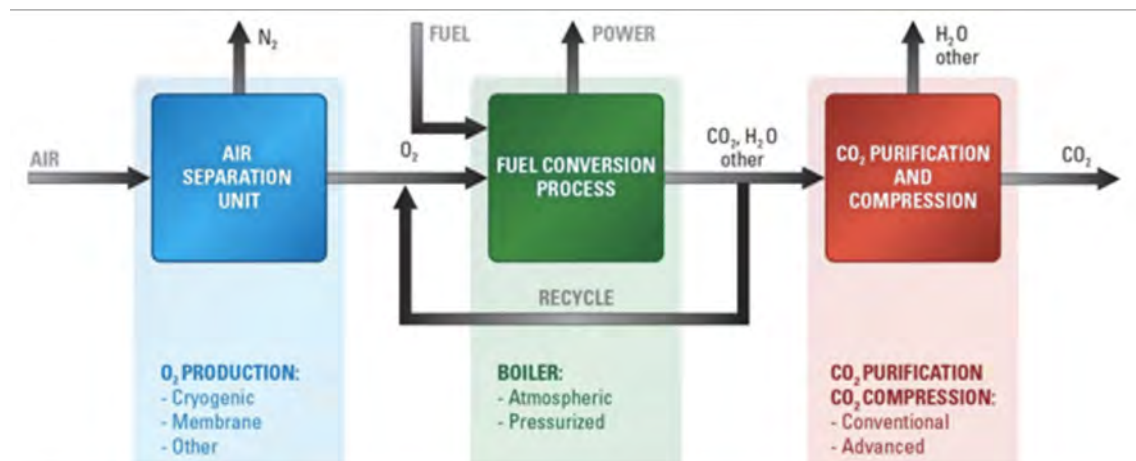 N₂
FUEL
POWER
H₂O
other
AIR
AIR
SEPARATION
UNIT
O₂
FUEL CONVERSION
PROCESS
CO₂, H₂O
other
CO₂ PURIFICATION
AND
COMPRESSION
CO₂
RECYCLE
O₂ PRODUCTION:
- Cryogenic
- Membrane
- Other
BOILER:
- Atmospheric
- Pressurized
CO₂ PURIFICATION
CO₂ COMPRESSION:
- Conventional
- Advanced